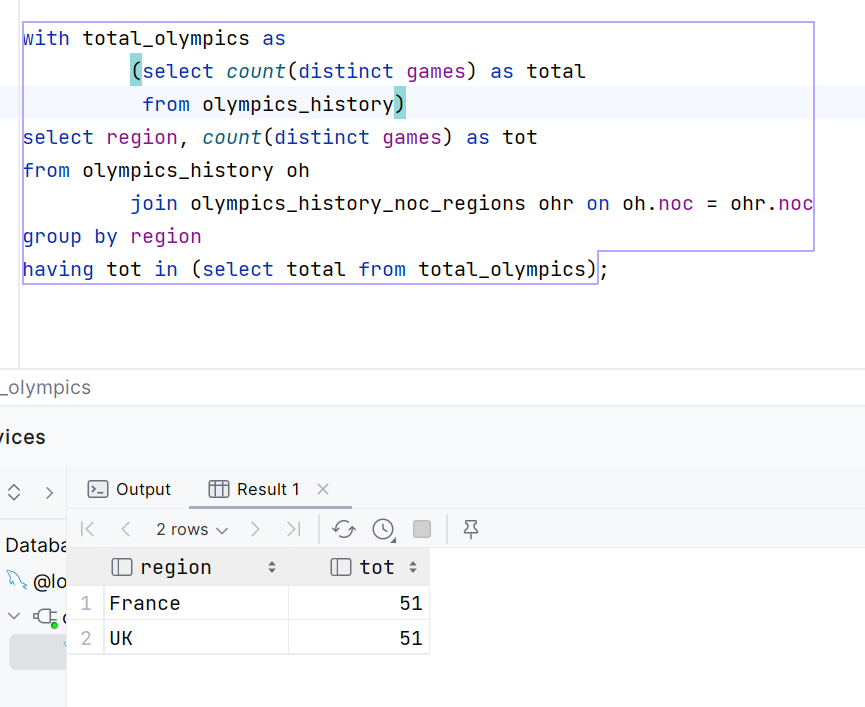 with total_olympics as
(select count(distinct games) as total
from olympics_history)
select region, count(distinct games) as tot
from olympics_history oh
join olympics_history_noc_regions ohr on oh.noc = ohr.noc
group by region
having tot in (select total from total_olympics);
_olympics
vices
Output Result 1
2 rows
Databa
@lo
region tot
1 France 51
2 UK 51